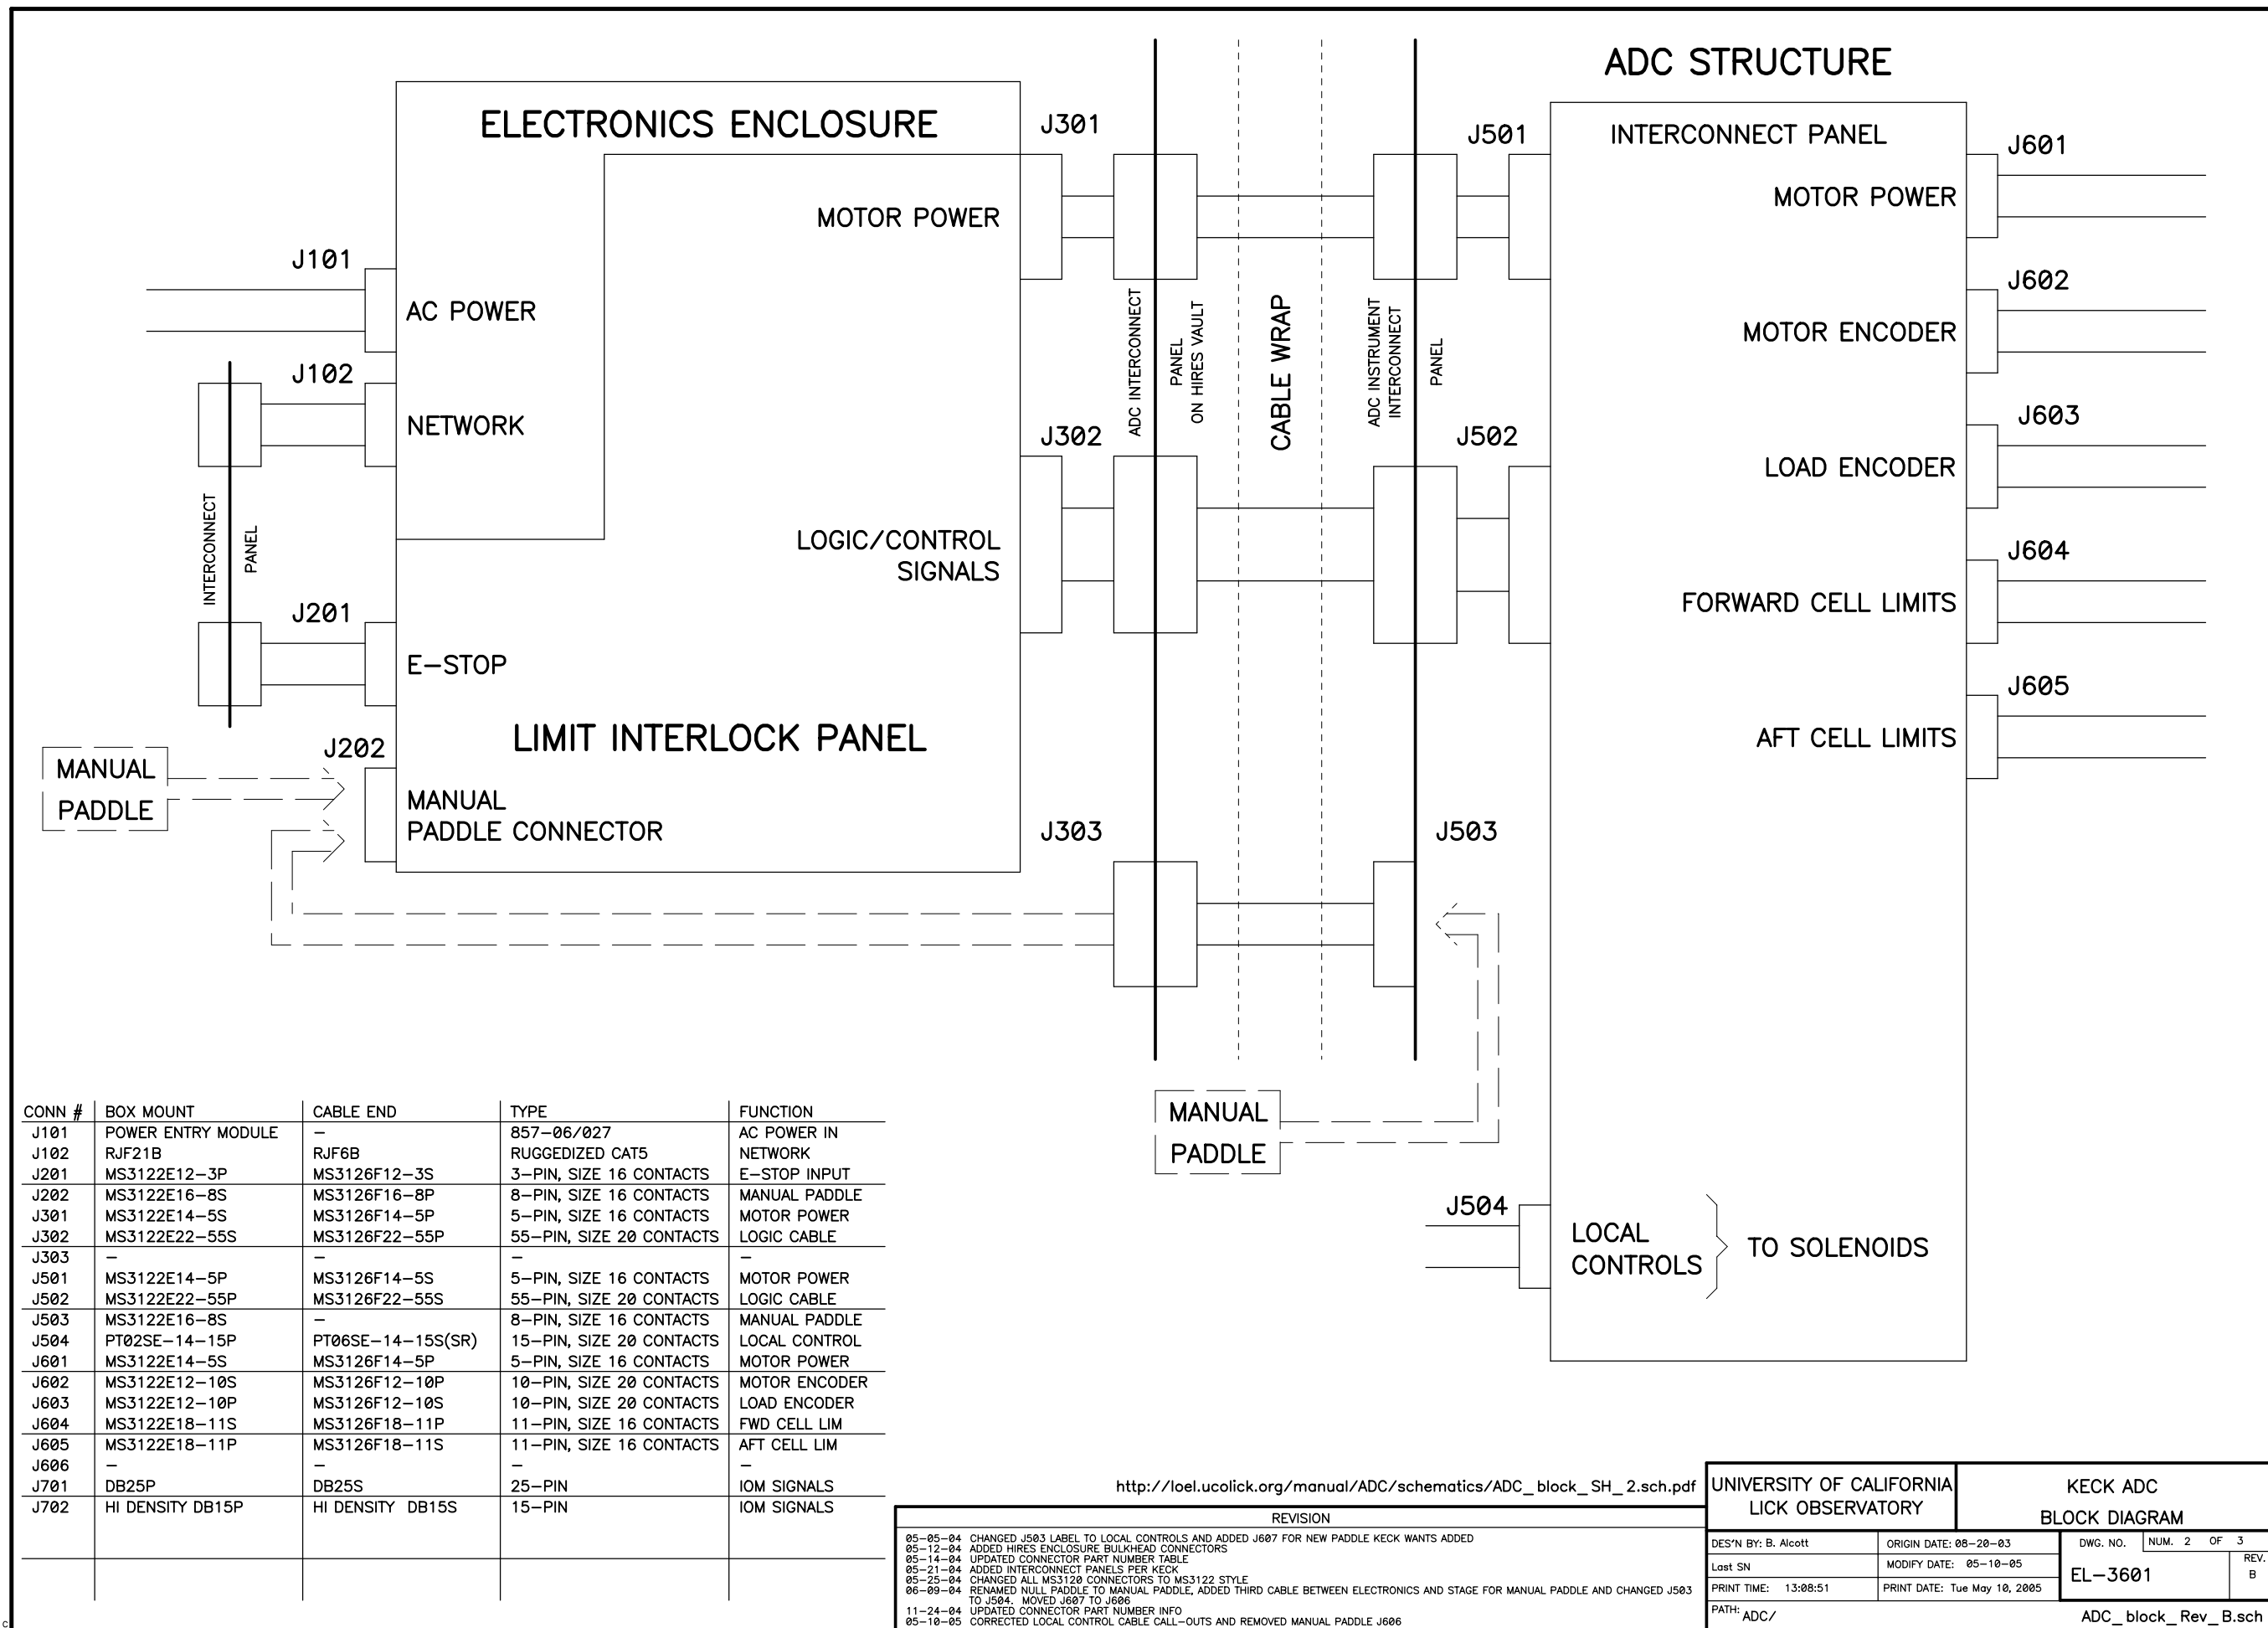 ADC STRUCTURE
ELECTRONICS ENCLOSURE
J301
J501
INTERCONNECT PANEL
J601
MOTOR POWER
MOTOR POWER
J101
J602
AC POWER
MOTOR ENCODER
ADC INTERCONNECT
PANEL
ON HIRES VAULT
CABLE WRAP
ADC INSTRUMENT
INTERCONNECT
PANEL
J102
NETWORK
J302
J502
J603
LOAD ENCODER
INTERCONNECT
PANEL
LOGIC/CONTROL
SIGNALS
J604
FORWARD CELL LIMITS
J201
E-STOP
J605
AFT CELL LIMITS
LIMIT INTERLOCK PANEL
J202
MANUAL
PADDLE
MANUAL
PADDLE CONNECTOR
J303
J503
MANUAL
PADDLE
J504
LOCAL
CONTROLS
TO SOLENOIDS
CONN # BOX MOUNT CABLE END TYPE FUNCTION
J101 POWER ENTRY MODULE - 857-06/027 AC POWER IN
J102 RJF21B RJF6B RUGGEDIZED CAT5 NETWORK
J201 MS3122E12-3P MS3126F12-3S 3-PIN, SIZE 16 CONTACTS E-STOP INPUT
J202 MS3122E16-8S MS3126F16-8P 8-PIN, SIZE 16 CONTACTS MANUAL PADDLE
J301 MS3122E14-5S MS3126F14-5P 5-PIN, SIZE 16 CONTACTS MOTOR POWER
J302 MS3122E22-55S MS3126F22-55P 55-PIN, SIZE 20 CONTACTS LOGIC CABLE
J303 - - - -
J501 MS3122E14-5P MS3126F14-5S 5-PIN, SIZE 16 CONTACTS MOTOR POWER
J502 MS3122E22-55P MS3126F22-55S 55-PIN, SIZE 20 CONTACTS LOGIC CABLE
J503 MS3122E16-8S - 8-PIN, SIZE 16 CONTACTS MANUAL PADDLE
J504 PT02SE-14-15P PT06SE-14-15S(SR) 15-PIN, SIZE 20 CONTACTS LOCAL CONTROL
J601 MS3122E14-5S MS3126F14-5P 5-PIN, SIZE 16 CONTACTS MOTOR POWER
J602 MS3122E12-10S MS3126F12-10P 10-PIN, SIZE 20 CONTACTS MOTOR ENCODER
J603 MS3122E12-10P MS3126F12-10S 10-PIN, SIZE 20 CONTACTS LOAD ENCODER
J604 MS3122E18-11S MS3126F18-11P 11-PIN, SIZE 16 CONTACTS FWD CELL LIM
J605 MS3122E18-11P MS3126F18-11S 11-PIN, SIZE 16 CONTACTS AFT CELL LIM
J606 - - - -
J701 DB25P DB25S 25-PIN IOM SIGNALS
J702 HI DENSITY DB15P HI DENSITY DB15S 15-PIN IOM SIGNALS
http://loel.ucolick.org/manual/ADC/schematics/ADC_block_SH_2.sch.pdf
REVISION
05-05-04 CHANGED J503 LABEL TO LOCAL CONTROLS AND ADDED J607 FOR NEW PADDLE KECK WANTS ADDED
05-12-04 ADDED HIRES ENCLOSURE BULKHEAD CONNECTORS
05-14-04 UPDATED CONNECTOR PART NUMBER TABLE
05-21-04 ADDED INTERCONNECT PANELS PER KECK
05-25-04 CHANGED ALL MS3120 CONNECTORS TO MS3122 STYLE
06-09-04 RENAMED NULL PADDLE TO MANUAL PADDLE, ADDED THIRD CABLE BETWEEN ELECTRONICS AND STAGE FOR MANUAL PADDLE AND CHANGED J503
TO J504. MOVED J607 TO J606
11-24-04 UPDATED CONNECTOR PART NUMBER INFO
05-10-05 CORRECTED LOCAL CONTROL CABLE CALL-OUTS AND REMOVED MANUAL PADDLE J606
UNIVERSITY OF CALIFORNIA
LICK OBSERVATORY
KECK ADC
BLOCK DIAGRAM
DES'N BY: B. Alcott
ORIGIN DATE: 08-20-03
DWG. NO.
NUM. 2 OF 3
Last SN
MODIFY DATE: 05-10-05
EL-3601
REV.
B
PRINT TIME: 13:08:51
PRINT DATE: Tue May 10, 2005
PATH: ADC/
ADC_block_Rev_B.sch
C